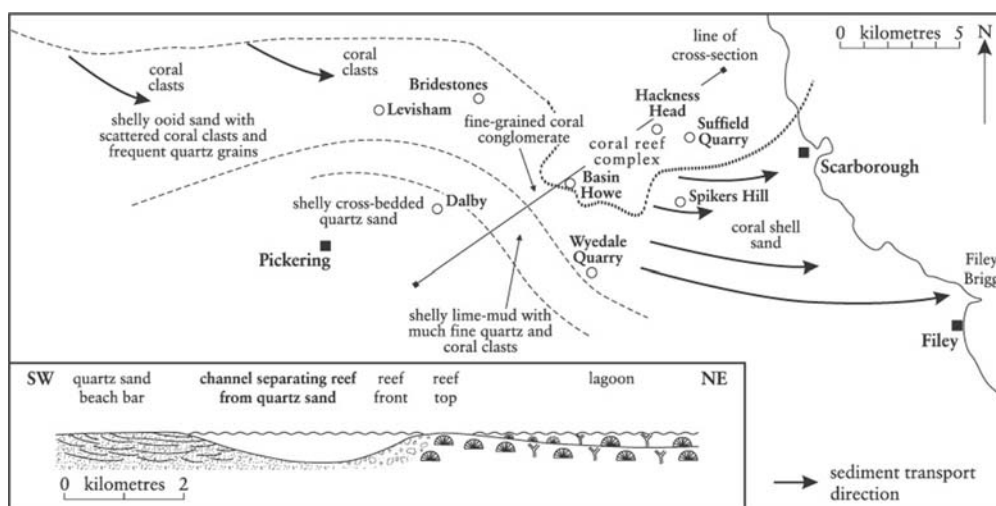 0 kilometres 5
N
line of
cross-section
coral
clasts
coral
clasts
Bridestones
Levisham
Hackness
Head
Suffield
Quarry
fine-grained coral
conglomerate
shelly ooid sand with
scattered coral clasts and
frequent quartz grains
coral reef
complex
Scarborough
Basin
Howe
Spikers Hill
shelly cross-bedded
quartz sand
Dalby
coral shell
sand
Pickering
Wyedale
Quarry
Filey
Brigg
shelly lime-mud with
much fine quartz and
coral clasts
Filey
SW
quartz sand
beach bar
channel separating reef
from quartz sand
reef
front
reef
top
lagoon
NE
0 kilometres 2
sediment transport
direction